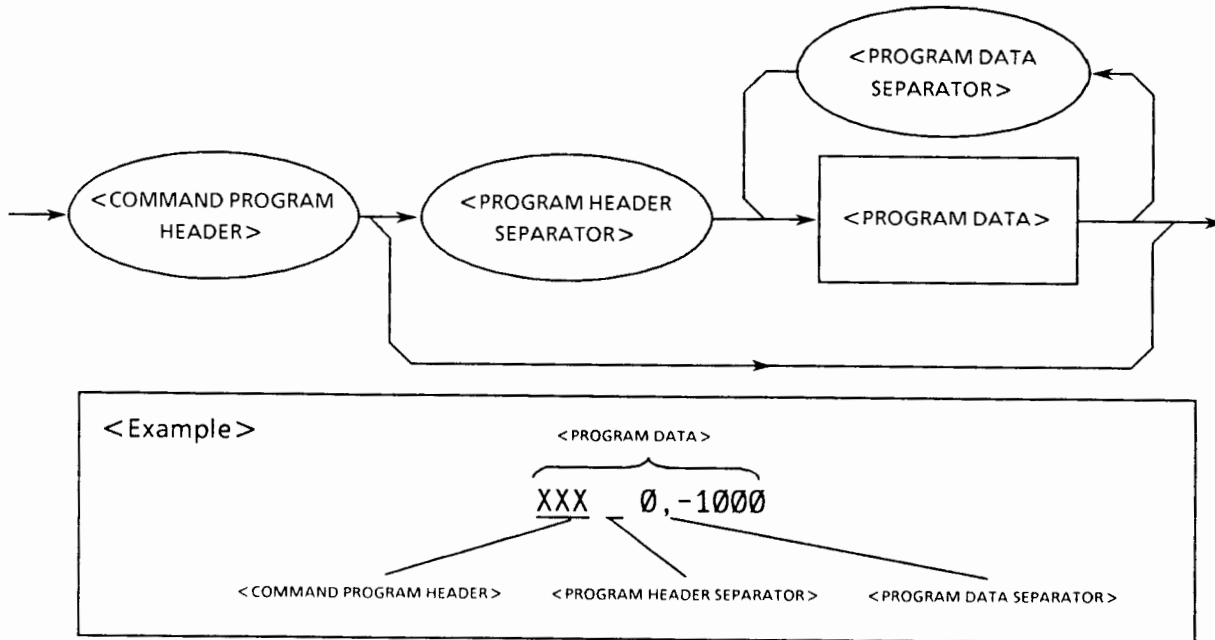 <PROGRAM DATA
SEPARATOR>
<COMMAND PROGRAM
HEADER>
<PROGRAM HEADER
SEPARATOR>
<PROGRAM DATA>
<Example>
<PROGRAM DATA>
XXX _ 0,-1000
<COMMAND PROGRAM HEADER> <PROGRAM HEADER SEPARATOR> <PROGRAM DATA SEPARATOR>